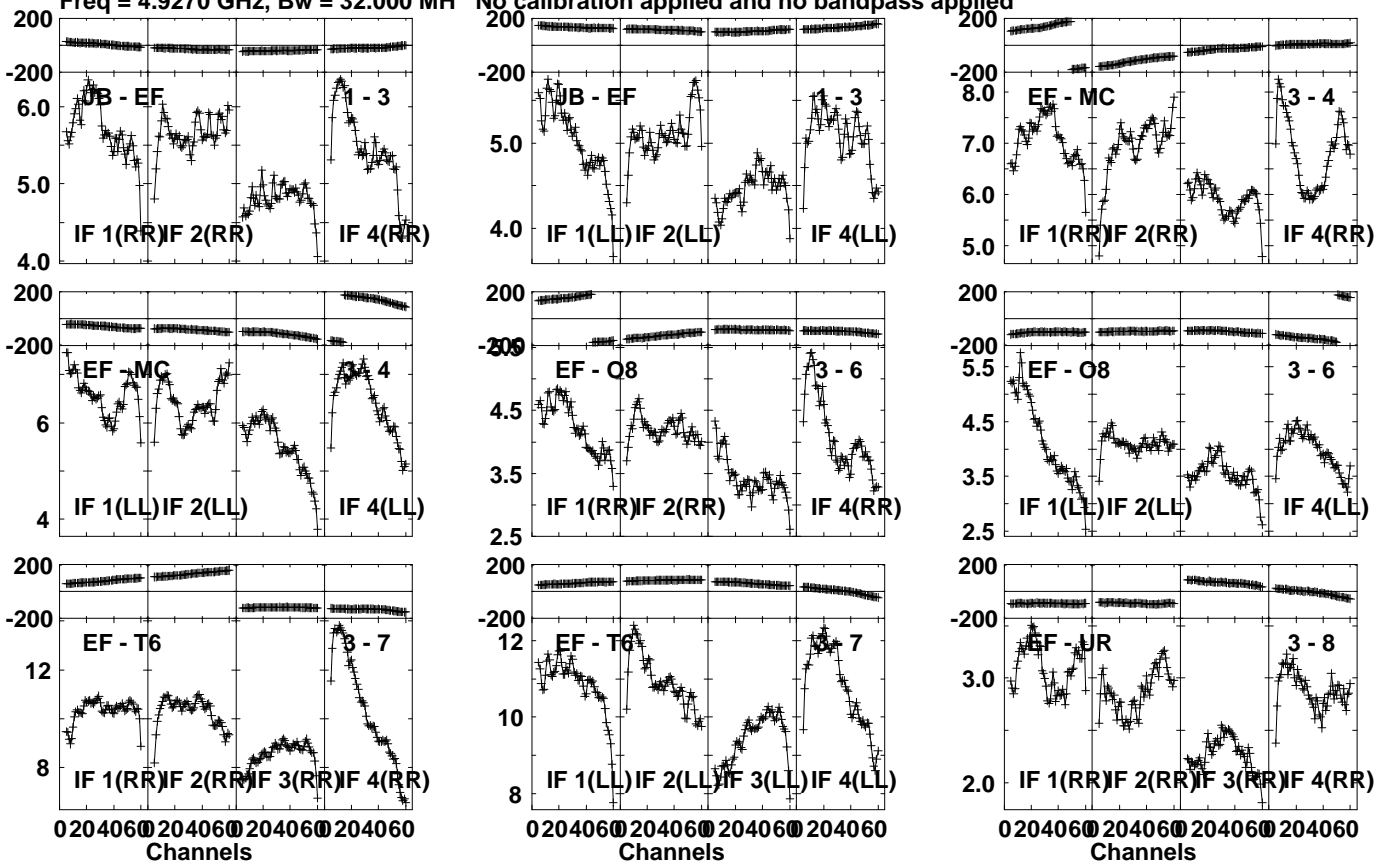 Freq = 4.9270 GHz, Bw = 32.000 MH No calibration applied and no bandpass applied
200
-200
6.0
5.0
4.0
JB - EF 1 - 3
IF 1(RR) IF 2(RR) IF 4(RR)
200
-200
5.0
4.0
JB - EF 1 - 3
IF 1(LL) IF 2(LL) IF 4(LL)
200
-200
8.0
7.0
6.0
5.0
EF - MC 3 - 4
IF 1(RR) IF 2(RR) IF 4(RR)
200
-200
6
4
EF - MC 3 - 4
IF 1(LL) IF 2(LL) IF 4(LL)
200
-200
5.5
4.5
3.5
2.5
EF - O8 3 - 6
IF 1(RR) IF 2(RR) IF 4(RR)
200
-200
5.5
4.5
3.5
2.5
EF - O8 3 - 6
IF 1(LL) IF 2(LL) IF 4(LL)
200
-200
12
8
EF - T6 3 - 7
IF 1(RR) IF 2(RR) IF 3(RR) IF 4(RR)
0 20 40 60 0 20 40 60 0 20 40 60 0 20 40 60
Channels
200
-200
12
10
8
EF - T6 3 - 7
IF 1(LL) IF 2(LL) IF 3(LL) IF 4(LL)
0 20 40 60 0 20 40 60 0 20 40 60 0 20 40 60
Channels
200
-200
3.0
2.0
EF - UR 3 - 8
IF 1(RR) IF 2(RR) IF 3(RR) IF 4(RR)
0 20 40 60 0 20 40 60 0 20 40 60 0 20 40 60
Channels